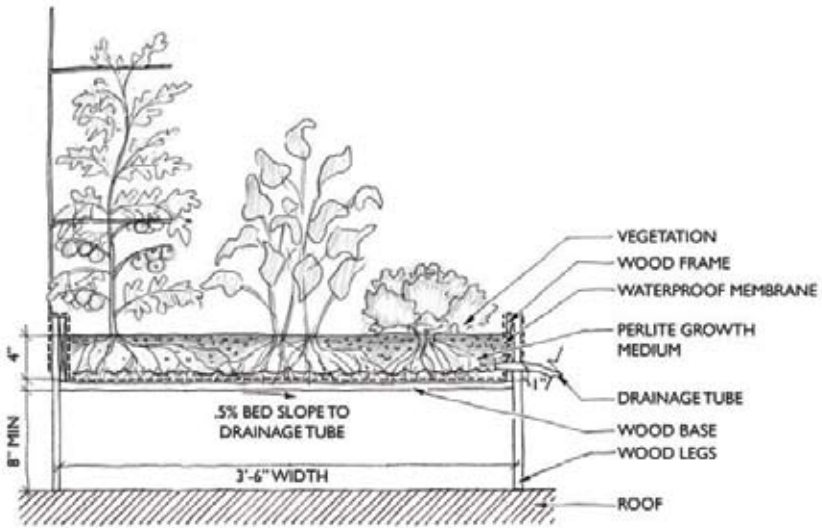 VEGETATION
WOOD FRAME
WATERPROOF MEMBRANE
PERLITE GROWTH
MEDIUM
4"
1"
DRAINAGE TUBE
.5% BED SLOPE TO
DRAINAGE TUBE
WOOD BASE
WOOD LEGS
8" MIN
3'-6" WIDTH
ROOF